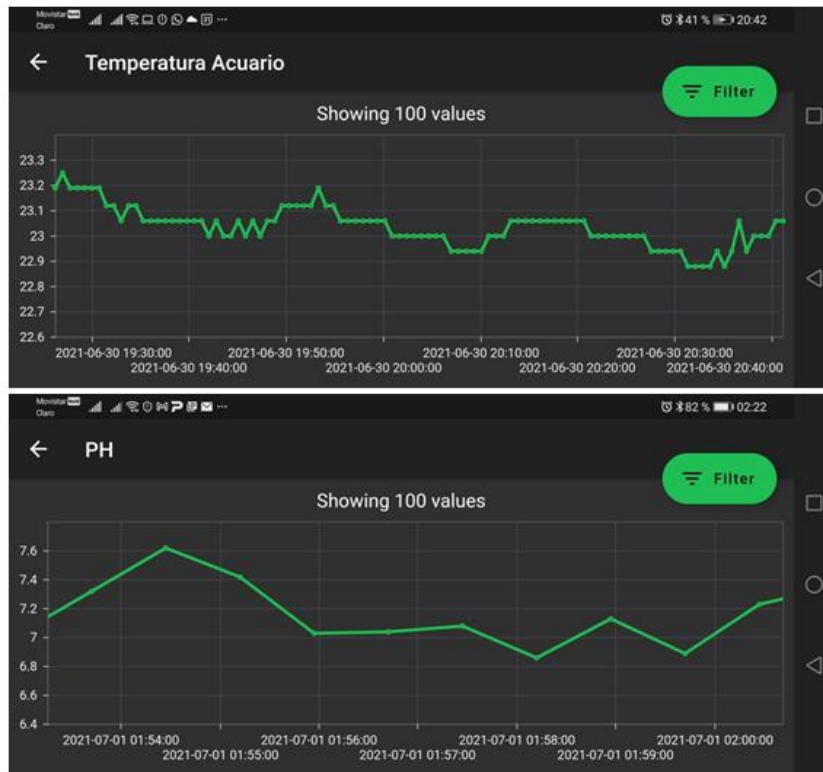 Movistar
Claro
41 % 20:42
Temperatura Acuario
Filter
Showing 100 values
23.3
23.2
23.1
23
22.9
22.8
22.7
22.6
2021-06-30 19:30:00 2021-06-30 19:50:00 2021-06-30 20:10:00 2021-06-30 20:30:00
2021-06-30 19:40:00 2021-06-30 20:00:00 2021-06-30 20:20:00 2021-06-30 20:40:00
Movistar
Claro
82 % 02:22
PH
Filter
Showing 100 values
7.6
7.4
7.2
7
6.8
6.6
6.4
2021-07-01 01:54:00 2021-07-01 01:56:00 2021-07-01 01:58:00 2021-07-01 02:00:00
2021-07-01 01:55:00 2021-07-01 01:57:00 2021-07-01 01:59:00